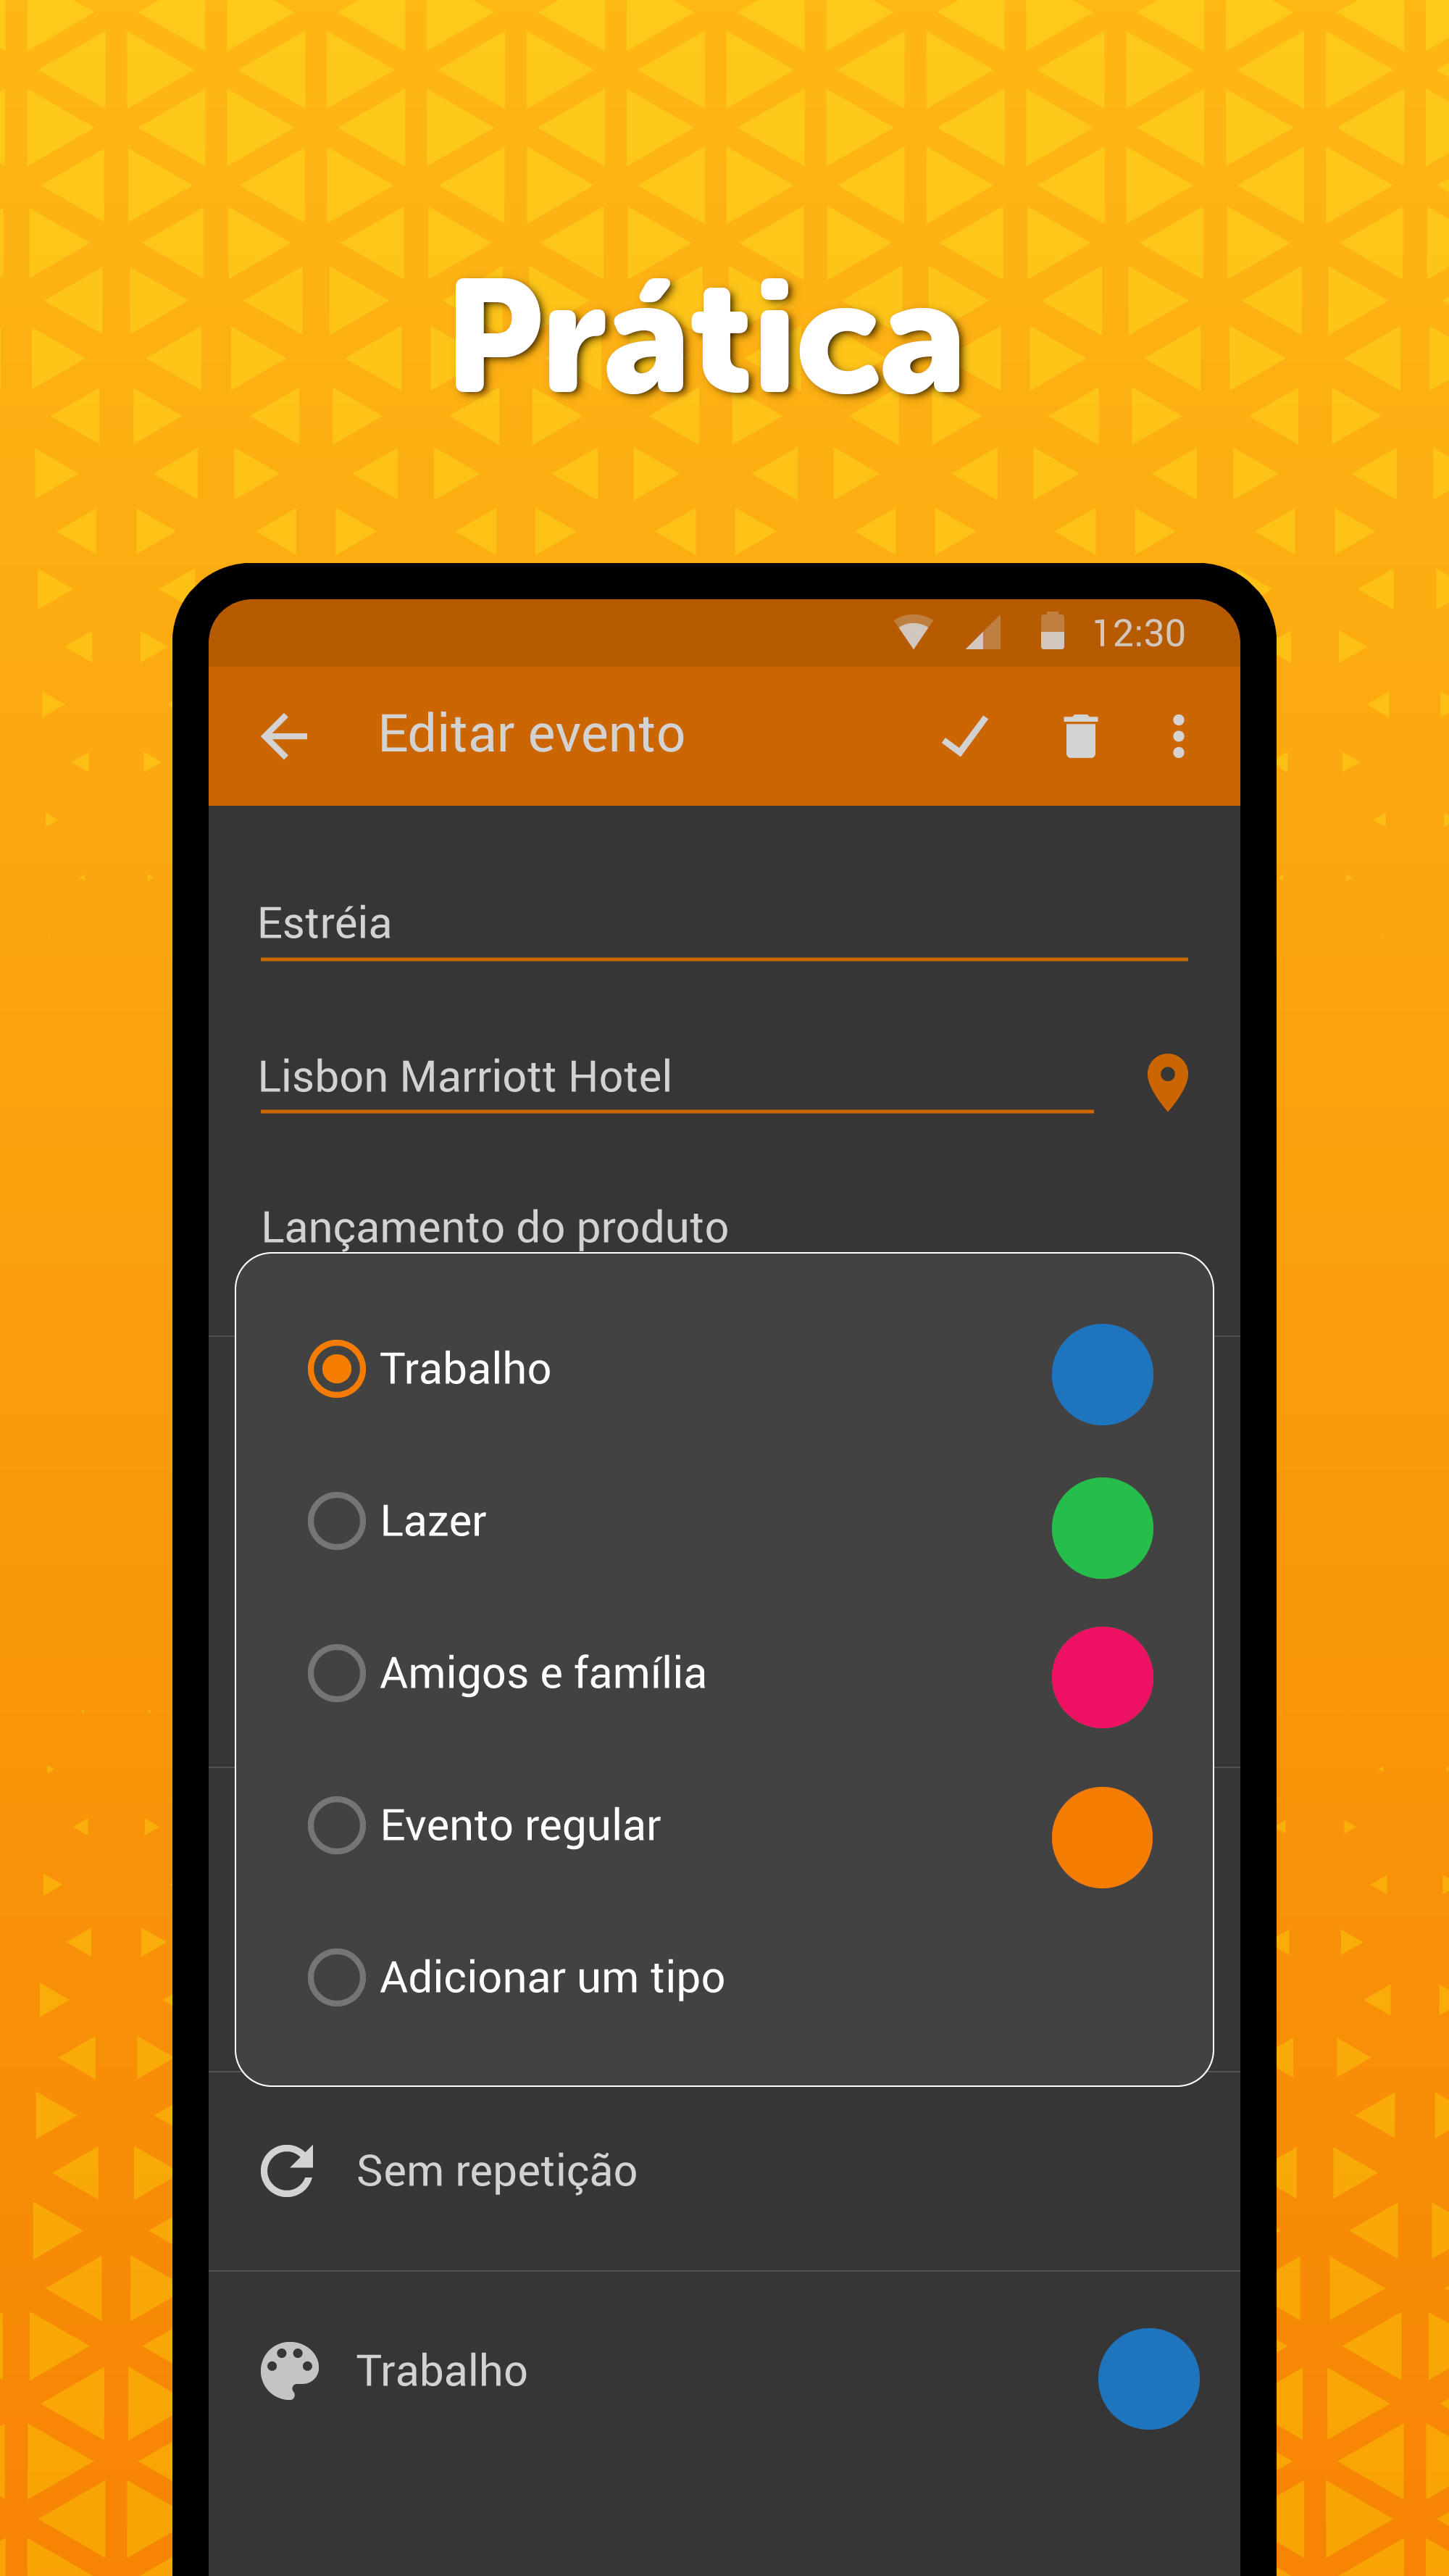 Prática
12:30
Editar evento
Estréia
Lisbon Marriott Hotel
Lançamento do produto
Trabalho
Lazer
Amigos e família
Evento regular
Adicionar um tipo
Sem repetição
Trabalho